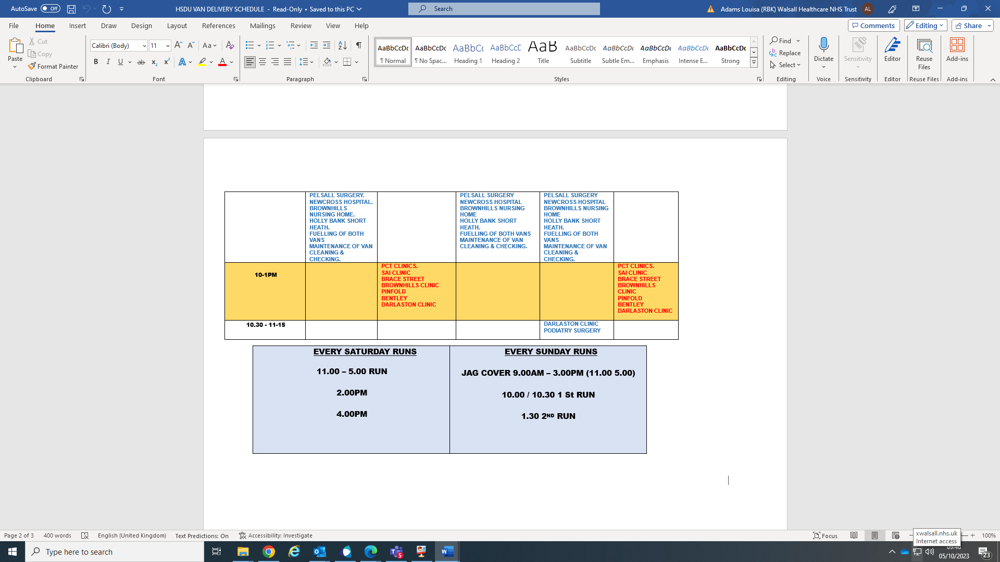 AutoSave Off
HSDU VAN DELIVERY SCHEDULE - Read-Only • Saved to this PC
Search
Adams Louisa (RBK) Walsall Healthcare NHS Trust
AL
File Home Insert Draw Design Layout References Mailings Review View Help
Comments Editing Share
Paste
Cut
Copy
Format Painter
Clipboard
Calibri (Body) 11
Font
Paragraph
AaBbCcDc AaBbCcDc AaBbCc AaBbCcD AaB AaBbCcDc AaBbCcDc AaBbCcDc AaBbCcDc AaBbCcDc
¶ Normal ¶ No Spac... Heading 1 Heading 2 Title Subtitle Subtle Em... Emphasis Intense E... Strong
Styles
Find
Replace
Select
Editing
Dictate
Voice
Sensitivity
Sensitivity
Editor
Editor
Reuse
Files
Reuse Files
Add-ins
Add-ins
PELSALL SURGERY.
NEWCROSS HOSPITAL.
BROWNHILLS
NURSING HOME.
HOLLY BANK SHORT
HEATH.
FUELLING OF BOTH
VANS
MAINTENANCE OF VAN
CLEANING &
CHECKING.
PELSALL SURGERY
NEWCROSS HOSPITAL
BROWNHILLS NURSING
HOME
HOLLY BANK SHORT
HEATH.
FUELLING OF BOTH VANS
MAINTENANCE OF VAN
CLEANING & CHECKING.
PELSALL SURGERY
NEWCROSS HOSPITAL
BROWNHILLS NURSING
HOME
HOLLY BANK SHORT
HEATH.
FUELLING OF BOTH
VANS
MAINTENANCE OF VAN
CLEANING &
CHECKING.
10-1PM
PCT CLINICS.
SAI CLINIC
BRACE STREET
BROWNHILLS CLINIC
PINFOLD
BENTLEY
DARLASTON CLINIC
PCT CLINICS.
SAI CLINIC
BRACE STREET
BROWNHILLS
CLINIC
PINFOLD
BENTLEY
DARLASTON CLINIC
10.30 - 11-15
DARLASTON CLINIC
PODIATRY SURGERY
EVERY SATURDAY RUNS
11.00 – 5.00 RUN
2.00PM
4.00PM
EVERY SUNDAY RUNS
JAG COVER 9.00AM – 3.00PM (11.00 5.00)
10.00 / 10.30 1 St RUN
1.30 2ND RUN
Page 2 of 3 400 words English (United Kingdom) Text Predictions: On Accessibility: Investigate
Focus
100%
xwalsall.nhs.uk
Internet access
Type here to search
5
05/10/2023
23